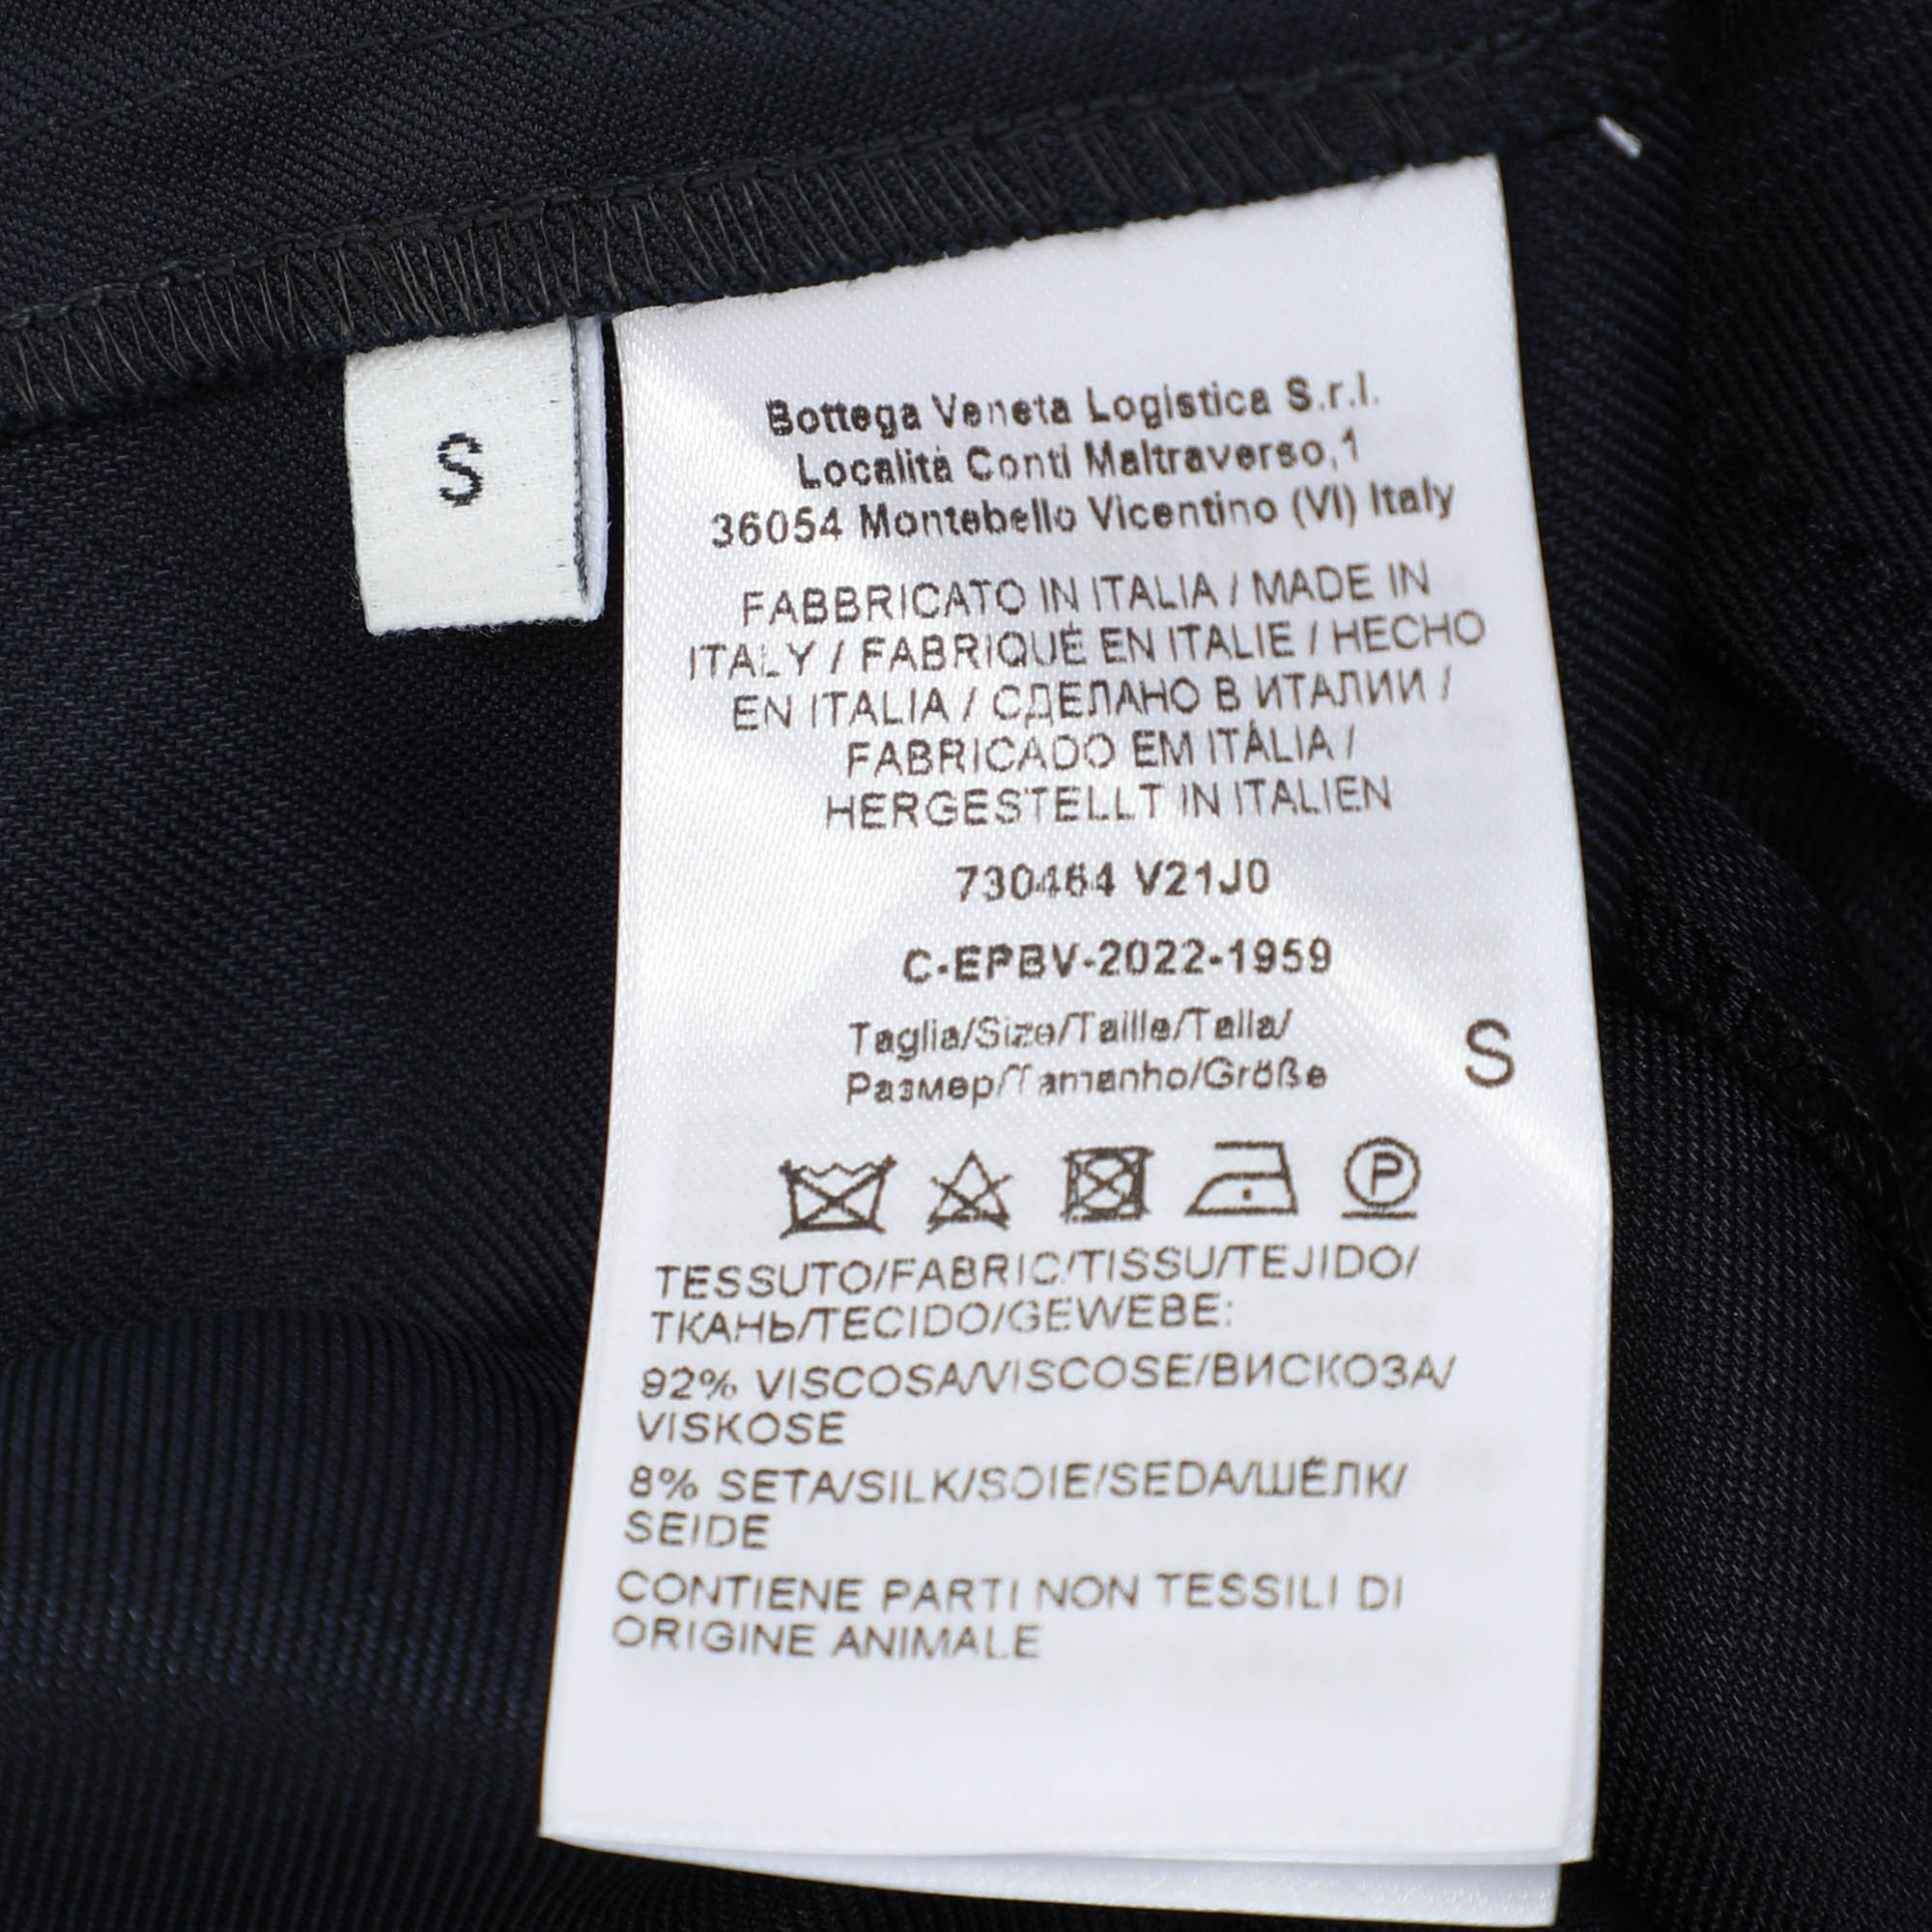 S
Bottega Veneta Logistica S.r.l.
Località Conti Maltraverso,1
36054 Montebello Vicentino (VI) Italy
FABBRICATO IN ITALIA / MADE IN
ITALY / FABRIQUÉ EN ITALIE / HECHO
EN ITALIA / СДЕЛАНО В ИТАЛИИ /
FABRICADO EM ITÁLIA /
HERGESTELLT IN ITALIEN
730464 V21J0
C-EPBV-2022-1959
Taglia/Size/Taille/Talla/
Размер/Tamanho/Größe
S
P
TESSUTO/FABRIC/TISSU/TEJIDO/
ТКАНЬ/TECIDO/GEWEBE:
92% VISCOSA/VISCOSE/ВИСКОЗА/
VISKOSE
8% SETA/SILK/SOIE/SEDA/ШЁЛК/
SEIDE
CONTIENE PARTI NON TESSILI DI
ORIGINE ANIMALE